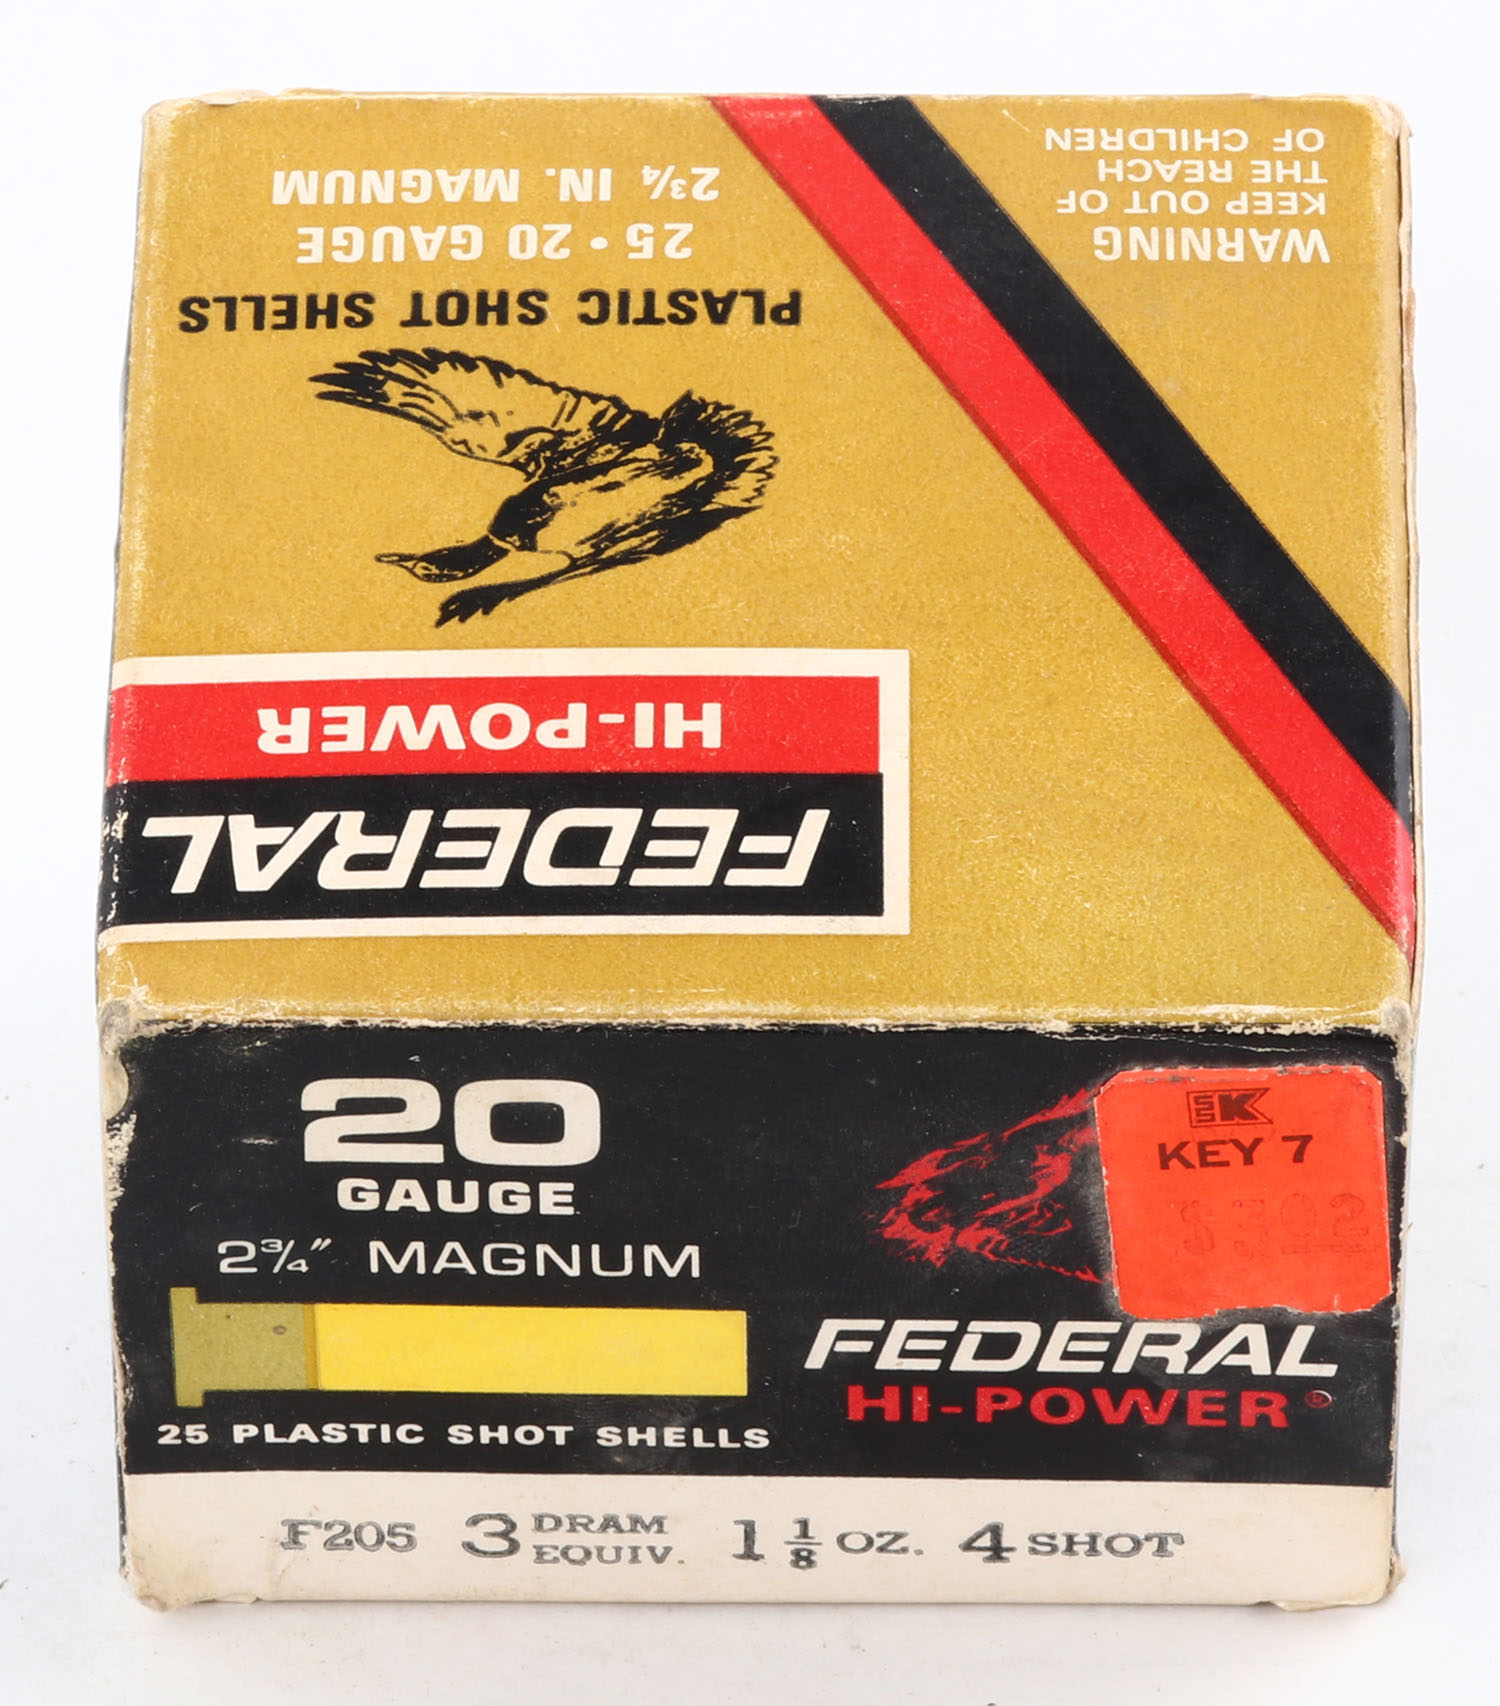 FEDERAL
HI-POWER
PLASTIC SHOT SHELLS
25 • 20 GAUGE
2¾ IN. MAGNUM
WARNING
KEEP OUT OF
THE REACH
OF CHILDREN
20
GAUGE
2¾" MAGNUM
25 PLASTIC SHOT SHELLS
SSK
KEY 7
FEDERAL
HI-POWER®
F205 3 DRAM EQUIV. 1 1/8 OZ. 4 SHOT